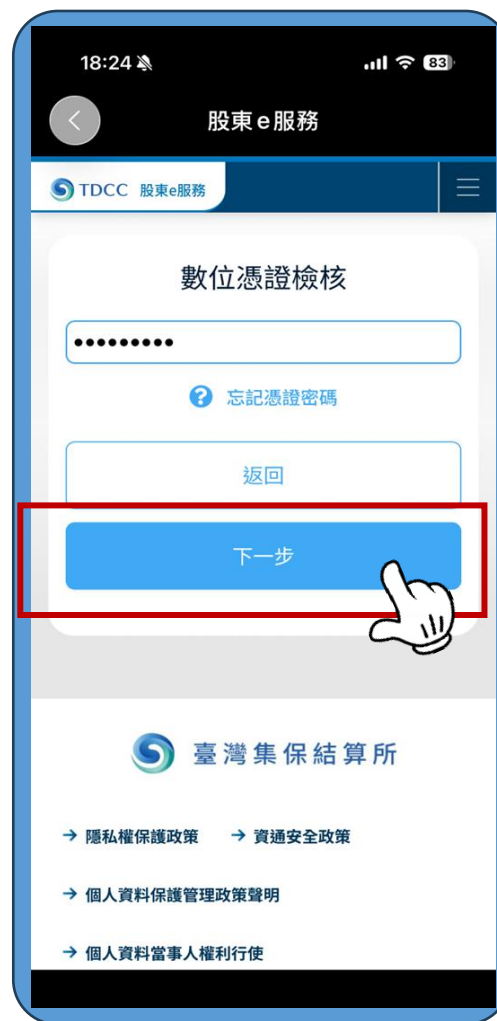 18:24
83
股東e服務
TDCC 股東e服務
數位憑證檢核
•••••••••
? 忘記憑證密碼
返回
下一步
臺灣集保結算所
→ 隱私權保護政策 → 資通安全政策
→ 個人資料保護管理政策聲明
→ 個人資料當事人權利行使